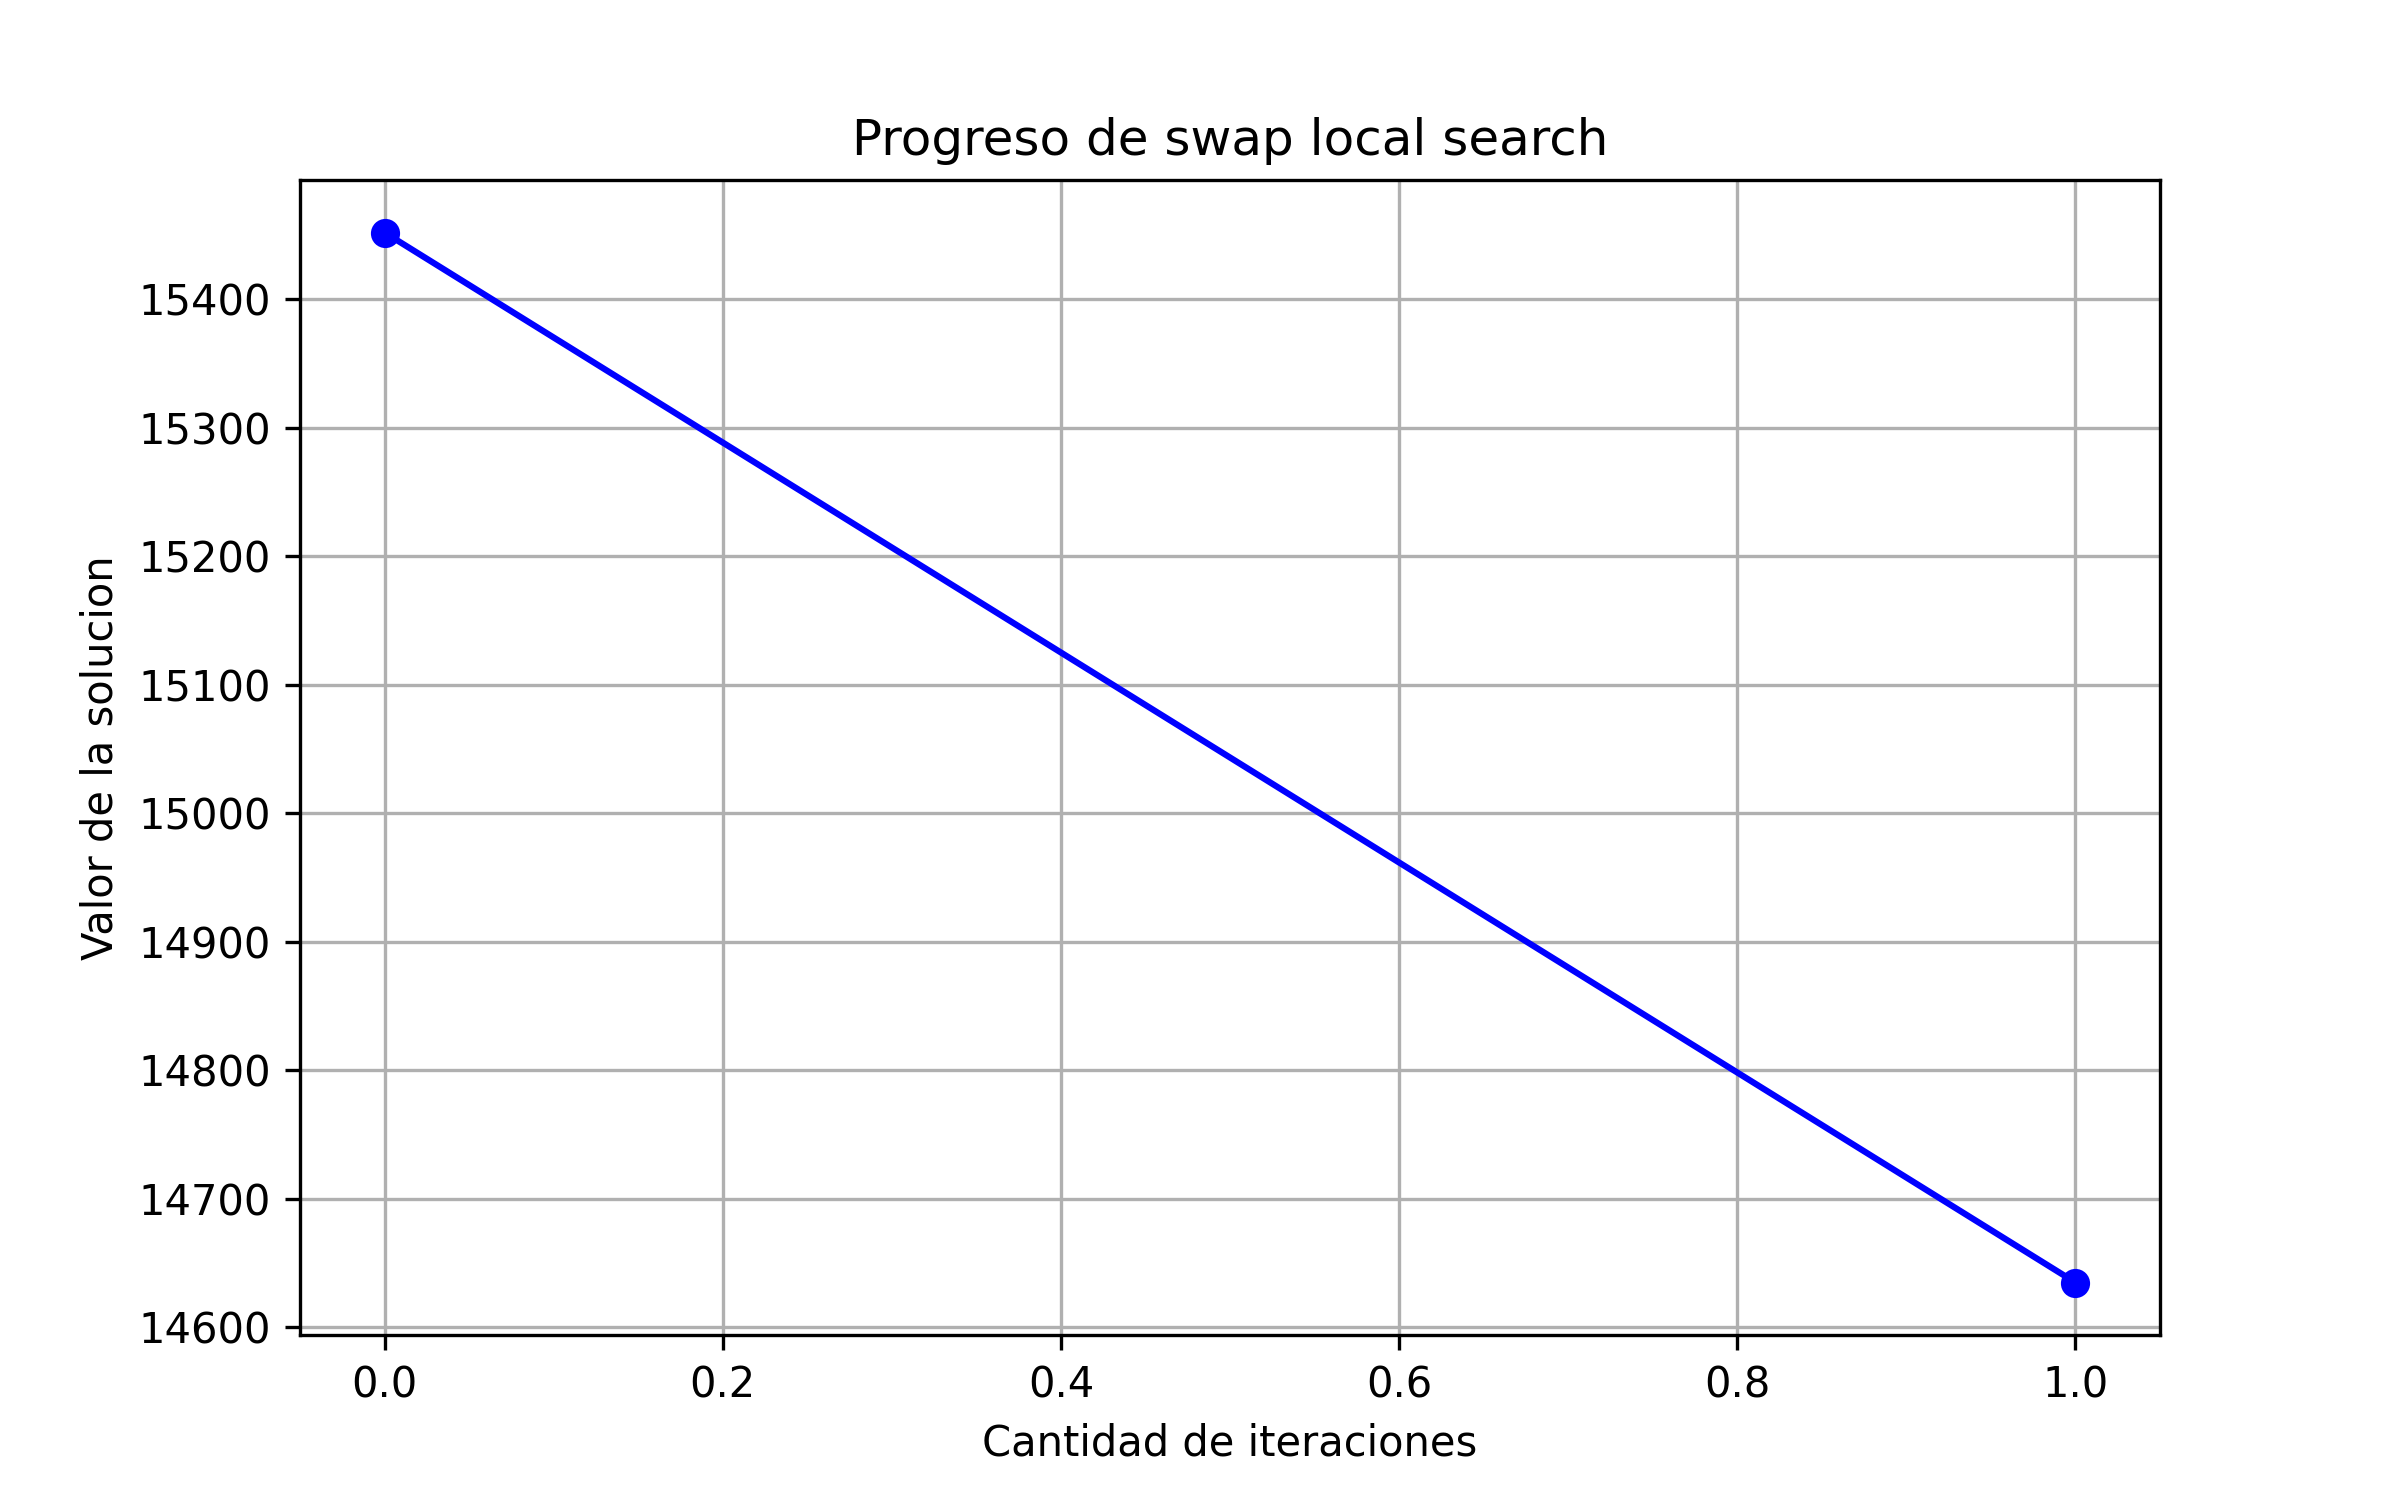 Progreso de swap local search
Valor de la solucion
15400
15300
15200
15100
15000
14900
14800
14700
14600
0.0 0.2 0.4 0.6 0.8 1.0
Cantidad de iteraciones